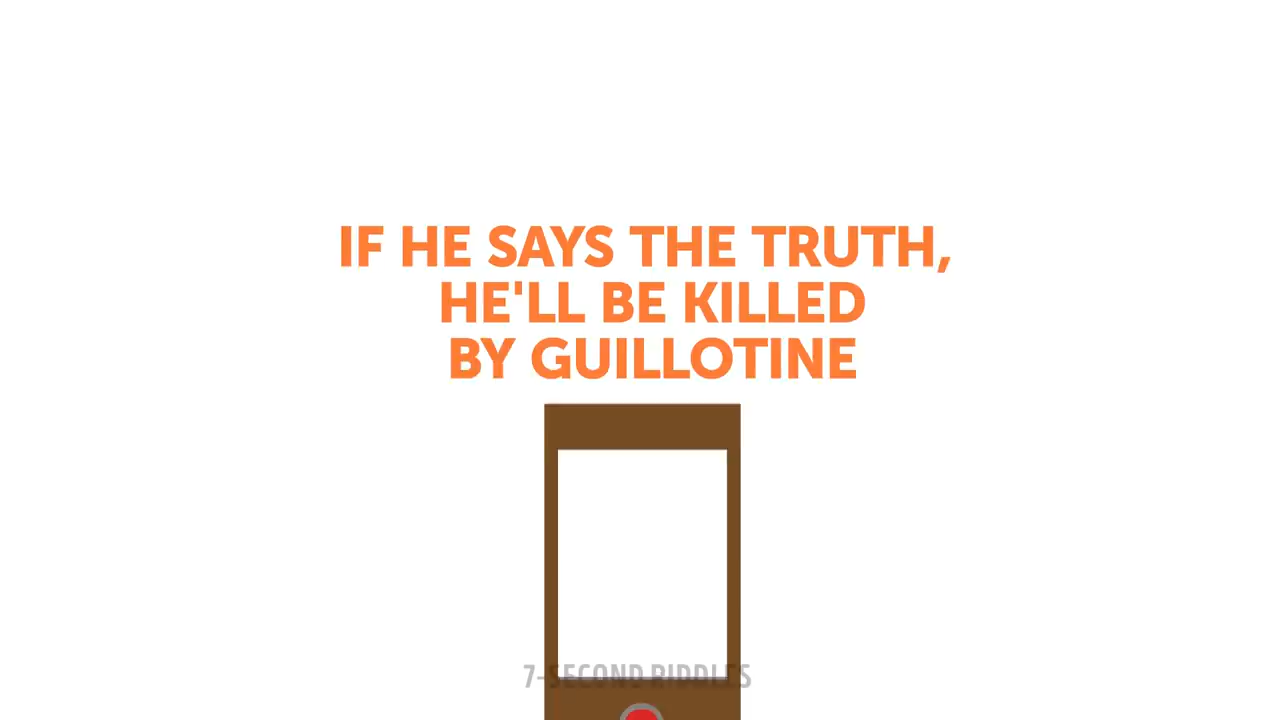 IF HE SAYS THE TRUTH,
HE'LL BE KILLED
BY GUILLOTINE
7-SECOND RIDDLES